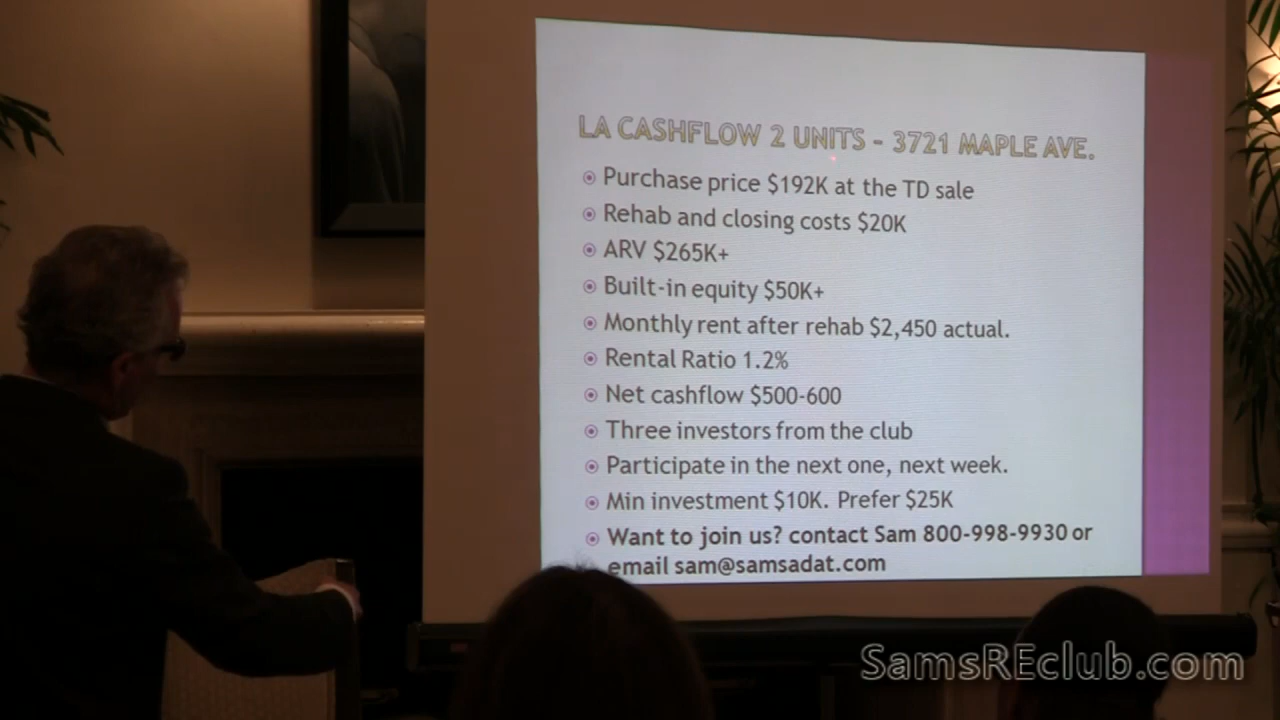 LA CASHFLOW 2 UNITS - 3721 MAPLE AVE.
Purchase price $192K at the TD sale
Rehab and closing costs $20K
ARV $265K+
Built-in equity $50K+
Monthly rent after rehab $2,450 actual.
Rental Ratio 1.2%
Net cashflow $500-600
Three investors from the club
Participate in the next one, next week.
Min investment $10K. Prefer $25K
Want to join us? contact Sam 800-998-9930 or
email sam@samsadat.com
SamsREclub.com